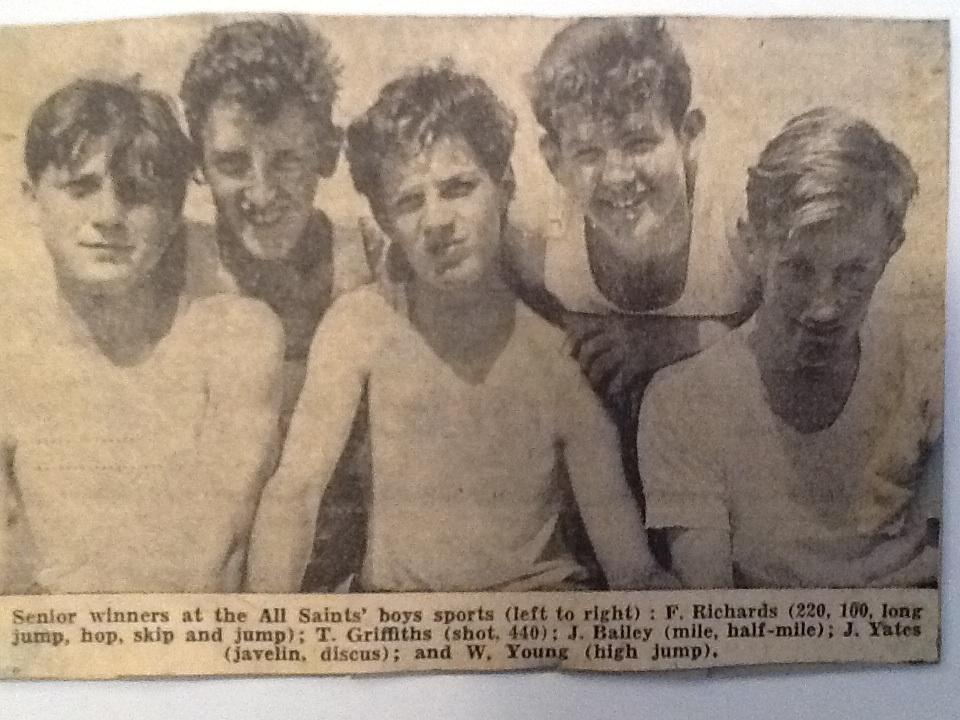 Senior winners at the All Saints' boys sports (left to right) : F. Richards (220, 100, long
jump, hop, skip and jump); T. Griffiths (shot, 440); J. Bailey (mile, half-mile); J. Yates
(javelin, discus); and W. Young (high jump).